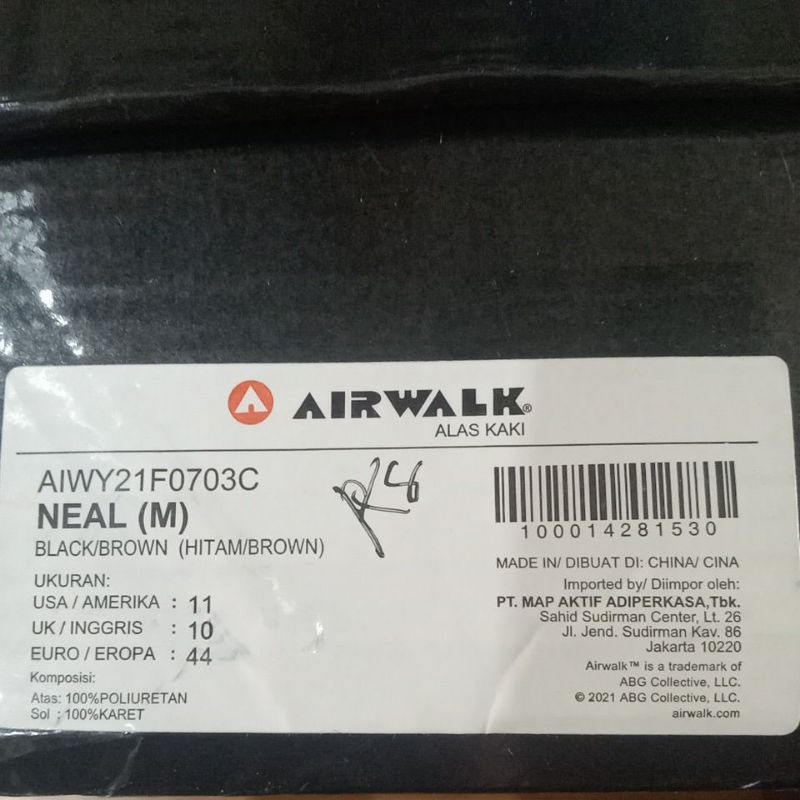 AIRWALK®
ALAS KAKI
AIWY21F0703C
NEAL (M)
BLACK/BROWN (HITAM/BROWN)
UKURAN:
USA / AMERIKA : 11
UK / INGGRIS : 10
EURO / EROPA : 44
Komposisi:
Atas: 100%POLIURETAN
Sol : 100%KARET
100014281530
MADE IN/ DIBUAT DI: CHINA/ CINA
Imported by/ Diimpor oleh:
PT. MAP AKTIF ADIPERKASA,Tbk.
Sahid Sudirman Center, Lt. 26
Jl. Jend. Sudirman Kav. 86
Jakarta 10220
Airwalk™ is a trademark of
ABG Collective, LLC.
© 2021 ABG Collective, LLC.
airwalk.com